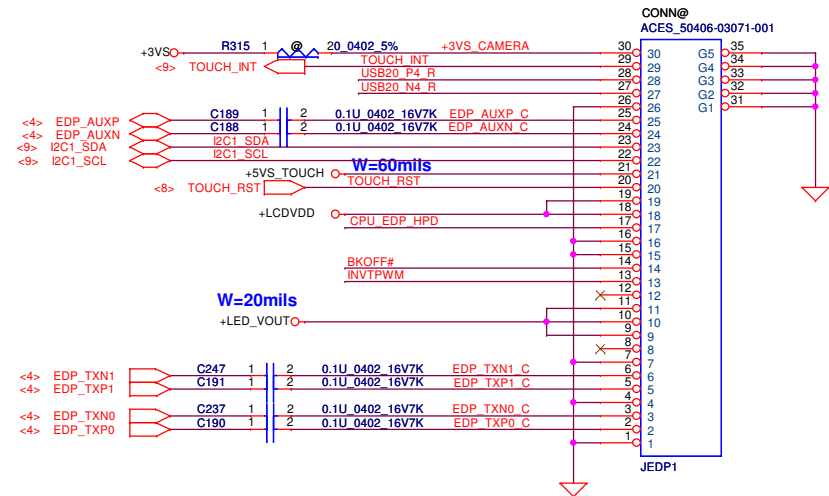 CONN@
ACES_50406-03071-001
+3VS R315 1 @ 2 0_0402_5% +3VS_CAMERA 30 30 G5 35
<9> TOUCH_INT TOUCH_INT 29 29 G4 34
USB20_P4_R 28 28 G3 33
USB20_N4_R 27 27 G2 32
26 26 G1 31
<4> EDP_AUXP C189 1 2 0.1U_0402_16V7K EDP_AUXP_C 25 25
<4> EDP_AUXN C188 1 2 0.1U_0402_16V7K EDP_AUXN_C 24 24
<9> I2C1_SDA I2C1_SDA 23 23
<9> I2C1_SCL I2C1_SCL 22 22
W=60mils
+5VS_TOUCH 21 21
<8> TOUCH_RST TOUCH_RST 20 20
19 19
+LCDVDD 18 18
CPU_EDP_HPD 17 17
16 16
15 15
BKOFF# 14 14
INVTPWM 13 13
12 12
W=20mils
11 11
+LED_VOUT 10 10
9 9
8 8
7 7
<4> EDP_TXN1 C247 1 2 0.1U_0402_16V7K EDP_TXN1_C 6 6
<4> EDP_TXP1 C191 1 2 0.1U_0402_16V7K EDP_TXP1_C 5 5
4 4
<4> EDP_TXN0 C237 1 2 0.1U_0402_16V7K EDP_TXN0_C 3 3
<4> EDP_TXP0 C190 1 2 0.1U_0402_16V7K EDP_TXP0_C 2 2
1 1
JEDP1